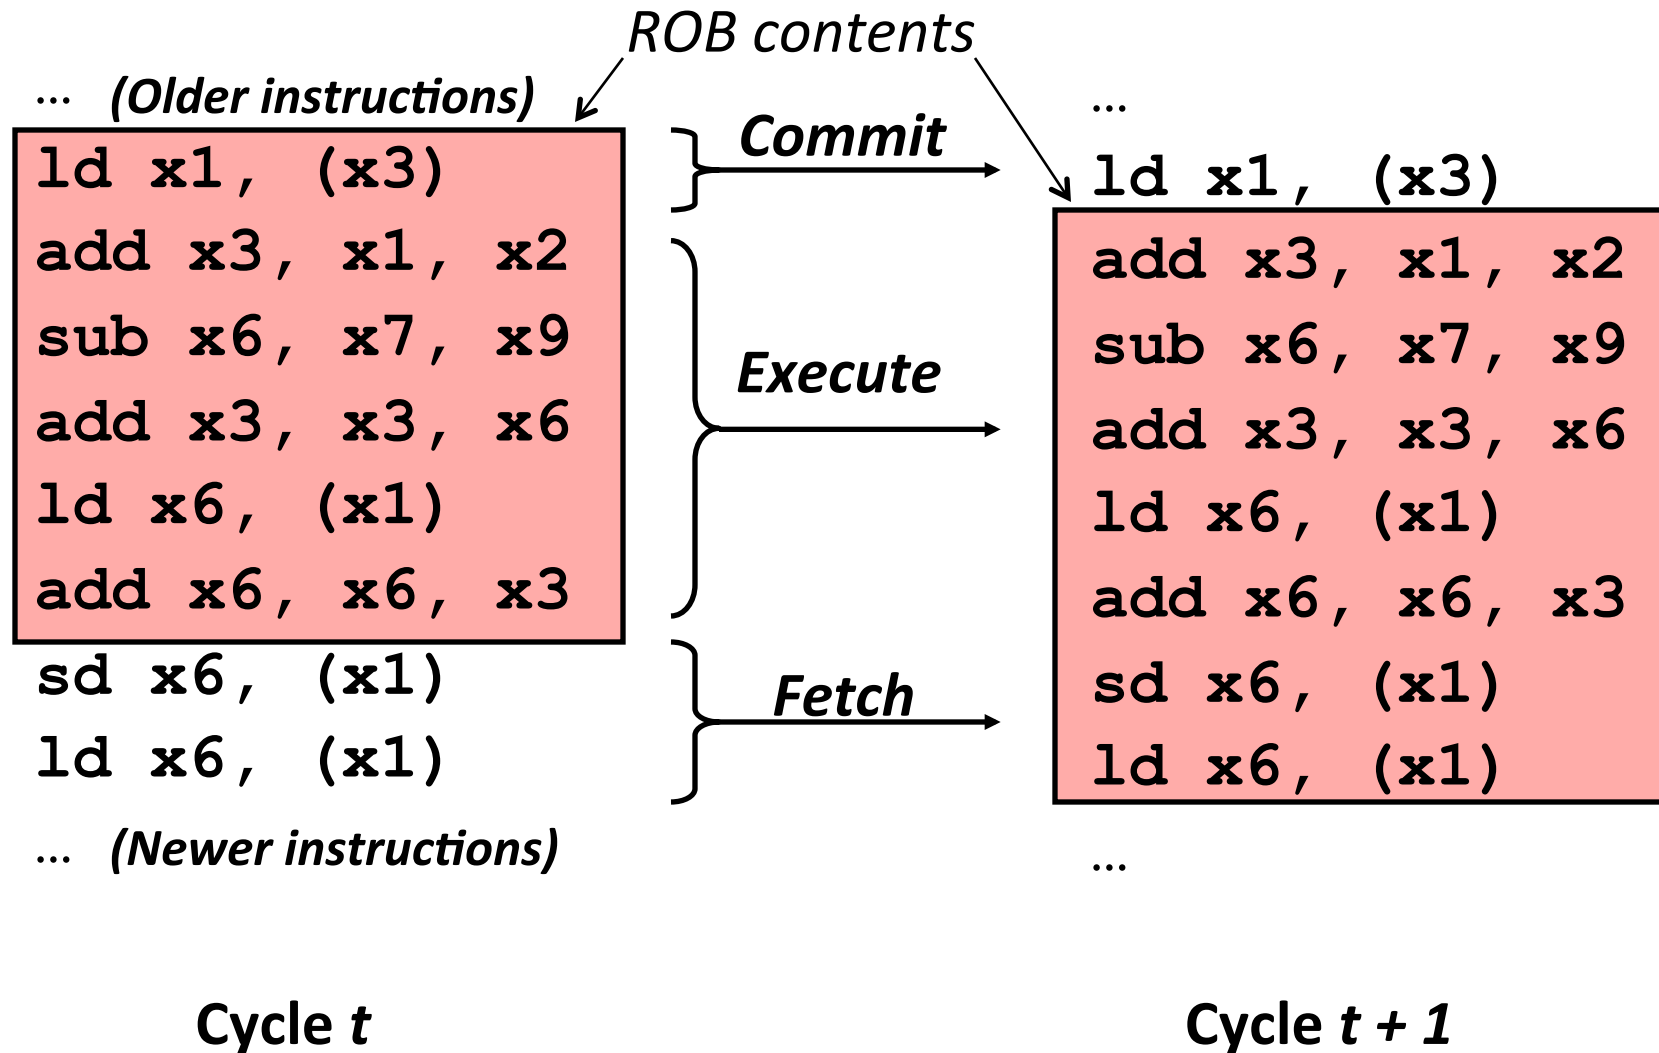 ROB contents
... (Older instructions)
ld x1, (x3)
add x3, x1, x2
sub x6, x7, x9
add x3, x3, x6
ld x6, (x1)
add x6, x6, x3
sd x6, (x1)
ld x6, (x1)
... (Newer instructions)
Cycle t
Commit
Execute
Fetch
...
ld x1, (x3)
add x3, x1, x2
sub x6, x7, x9
add x3, x3, x6
ld x6, (x1)
add x6, x6, x3
sd x6, (x1)
ld x6, (x1)
...
Cycle t + 1